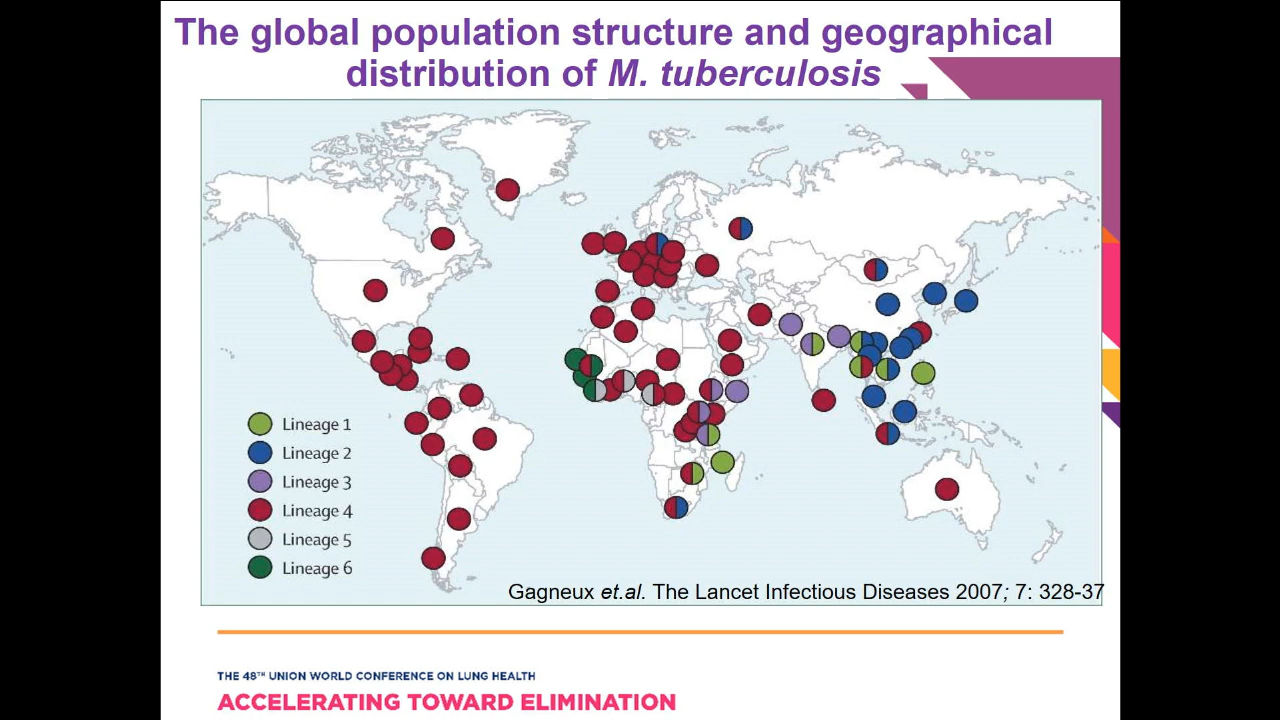 The global population structure and geographical
distribution of M. tuberculosis
Lineage 1
Lineage 2
Lineage 3
Lineage 4
Lineage 5
Lineage 6
Gagneux et.al. The Lancet Infectious Diseases 2007; 7: 328-37
THE 48TH UNION WORLD CONFERENCE ON LUNG HEALTH
ACCELERATING TOWARD ELIMINATION